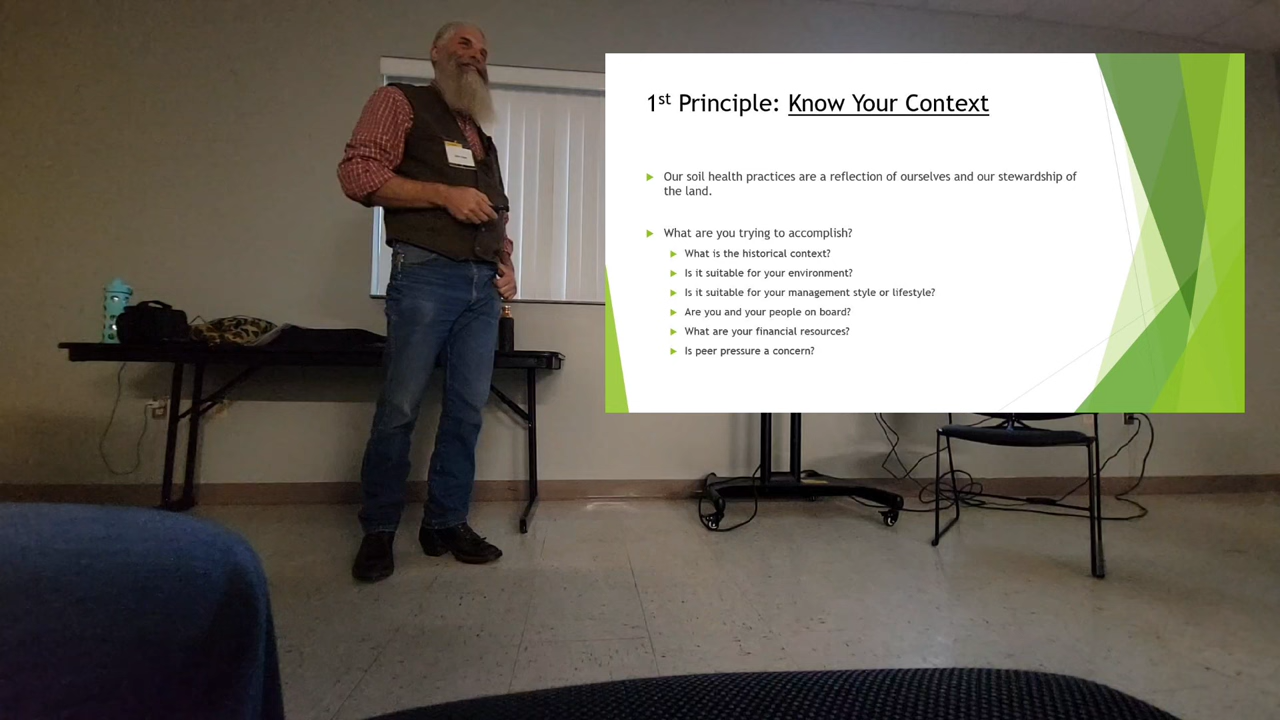 1st Principle: Know Your Context
Our soil health practices are a reflection of ourselves and our stewardship of
the land.
What are you trying to accomplish?
What is the historical context?
Is it suitable for your environment?
Is it suitable for your management style or lifestyle?
Are you and your people on board?
What are your financial resources?
Is peer pressure a concern?